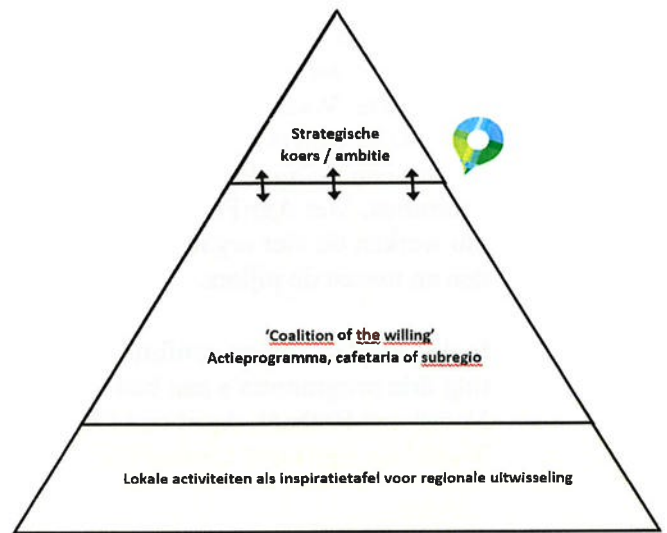 Strategische
koers / ambitie
'Coalition of the willing'
Actieprogramma, cafetaria of subregio
Lokale activiteiten als inspiratietafel voor regionale uitwisseling